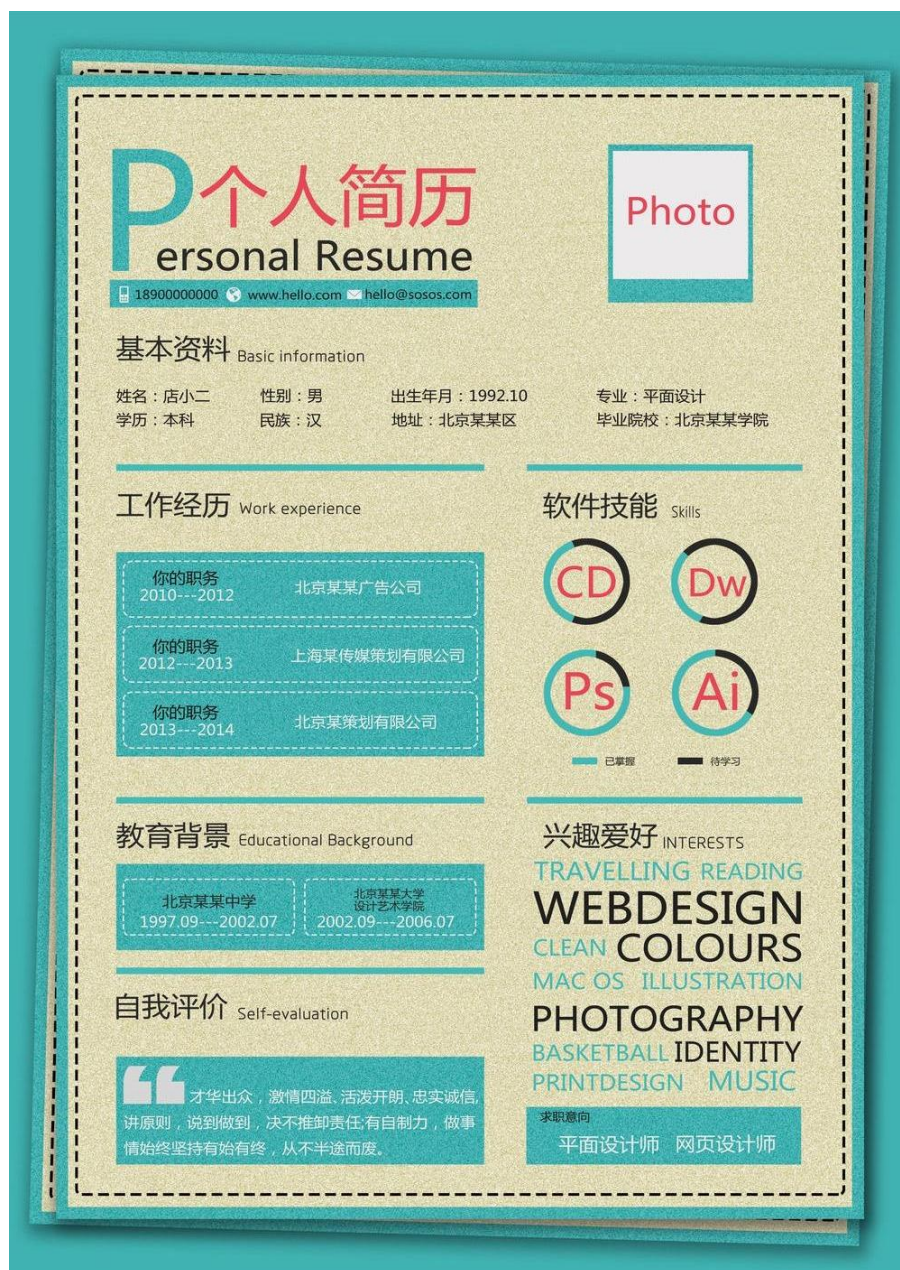 P个人简历
ersonal Resume
18900000000 www.hello.com hello@sosos.com
Photo
基本资料 Basic information
姓名：店小二 性别：男 出生年月：1992.10 专业：平面设计
学历：本科 民族：汉 地址：北京某某区 毕业院校：北京某某学院
工作经历 Work experience
你的职务
2010---2012 北京某某广告公司
你的职务
2012---2013 上海某传媒策划有限公司
你的职务
2013---2014 北京某策划有限公司
软件技能 Skills
CD Dw
Ps Ai
已掌握 待学习
教育背景 Educational Background
北京某某中学
1997.09---2002.07
北京某某大学
设计艺术学院
2002.09---2006.07
自我评价 Self-evaluation
才华出众，激情四溢、活泼开朗、忠实诚信,
讲原则，说到做到，决不推卸责任;有自制力，做事
情始终坚持有始有终，从不半途而废。
兴趣爱好 INTERESTS
TRAVELLING READING
WEBDESIGN
CLEAN COLOURS
MAC OS ILLUSTRATION
PHOTOGRAPHY
BASKETBALL IDENTITY
PRINTDESIGN MUSIC
求职意向
平面设计师 网页设计师